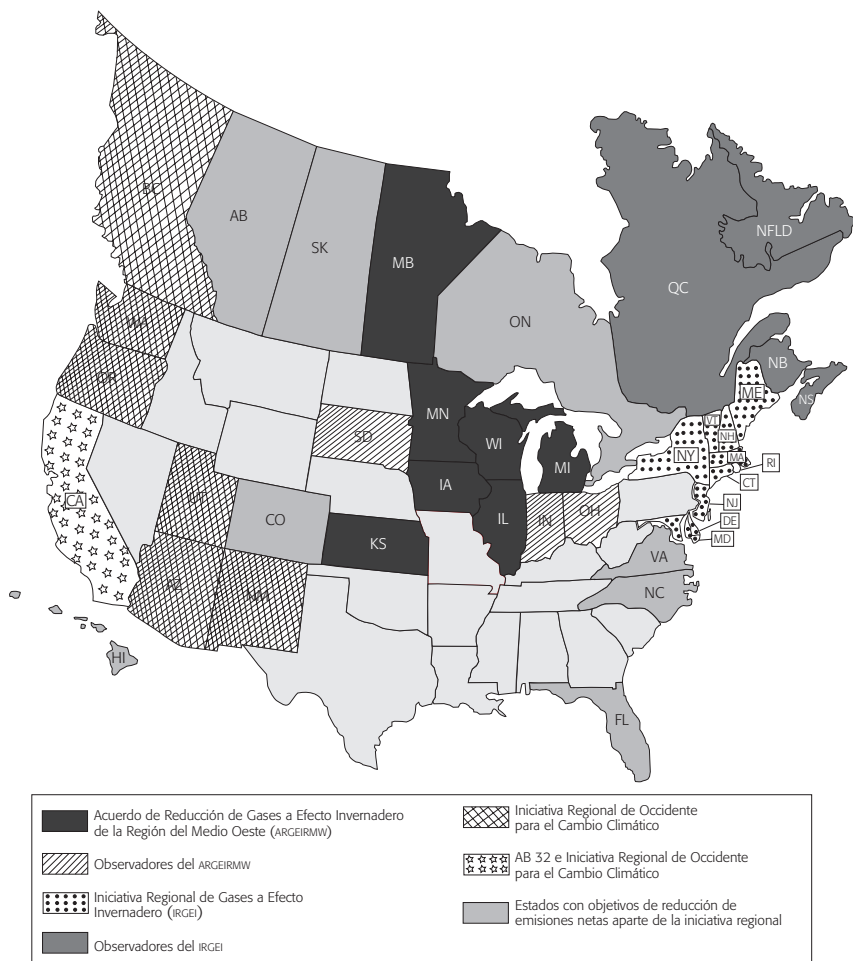 BC
AB
SK
MB
ON
QC
NFLD
NB
NS
WA
OR
CA
UT
AZ
NM
CO
SD
KS
MN
IA
WI
IL
MI
IN
OH
NY
VT
NH
ME
MA
RI
CT
NJ
DE
MD
VA
NC
FL
HI
Acuerdo de Reducción de Gases a Efecto Invernadero
de la Región del Medio Oeste (ARGEIRMW)
Observadores del ARGEIRMW
Iniciativa Regional de Gases a Efecto
Invernadero (IRGEI)
Observadores del IRGEI
Iniciativa Regional de Occidente
para el Cambio Climático
AB 32 e Iniciativa Regional de Occidente
para el Cambio Climático
Estados con objetivos de reducción de
emisiones netas aparte de la iniciativa regional